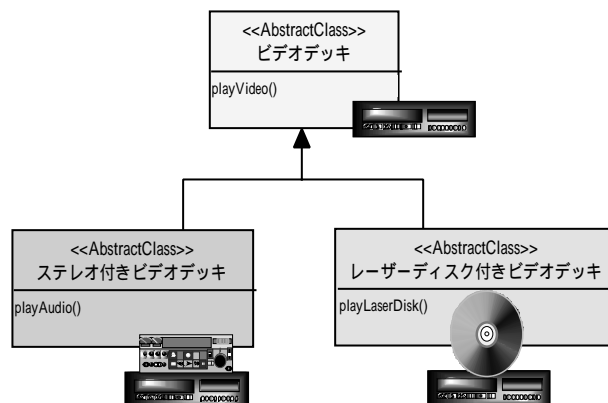 <<AbstractClass>>
ビデオデッキ
playVideo()
<<AbstractClass>>
ステレオ付きビデオデッキ
playAudio()
<<AbstractClass>>
レーザーディスク付きビデオデッキ
playLaserDisk()